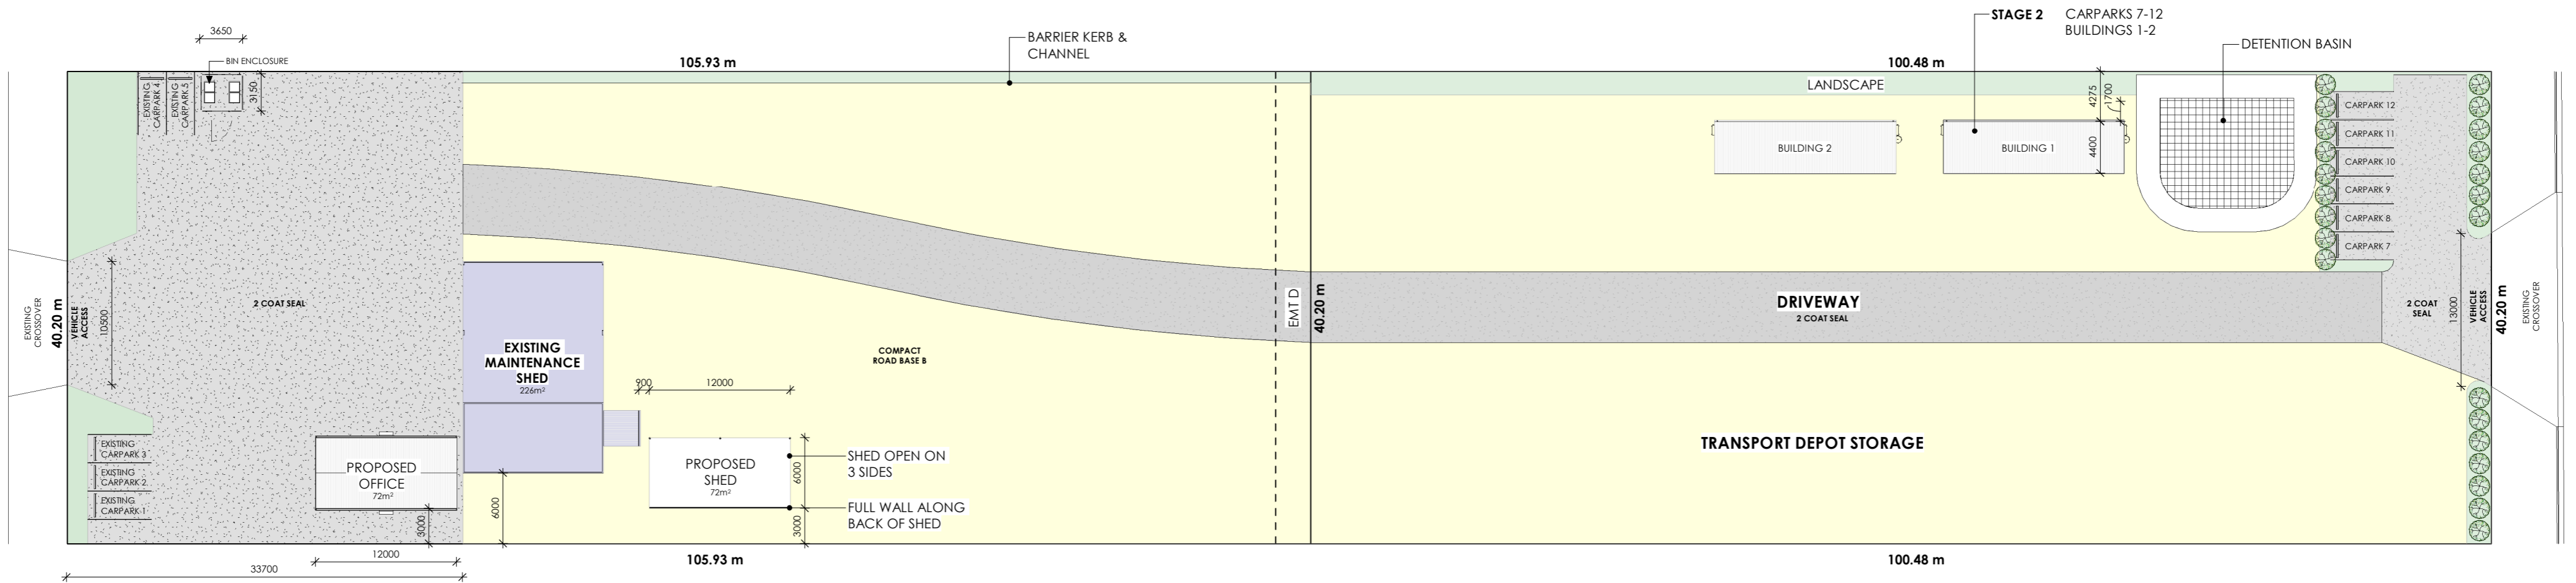 STAGE 2 CARPARKS 7-12
BUILDINGS 1-2
3650
BARRIER KERB &
CHANNEL
DETENTION BASIN
BIN ENCLOSURE
105.93 m
100.48 m
EXISTING
CARPARK 4
EXISTING
CARPARK 5
3150
LANDSCAPE
4275
1700
4400
BUILDING 2
BUILDING 1
CARPARK 12
CARPARK 11
CARPARK 10
CARPARK 9
CARPARK 8
CARPARK 7
EXISTING
CROSSOVER
40.20 m
VEHICLE
ACCESS
10500
2 COAT SEAL
EXISTING
MAINTENANCE
SHED
226m²
COMPACT
ROAD BASE B
EMT D
40.20 m
DRIVEWAY
2 COAT SEAL
2 COAT
SEAL
13000
VEHICLE
ACCESS
40.20 m
EXISTING
CROSSOVER
900
12000
EXISTING
CARPARK 3
EXISTING
CARPARK 2
EXISTING
CARPARK 1
PROPOSED
OFFICE
72m²
3000
6000
PROPOSED
SHED
72m²
6000
3000
SHED OPEN ON
3 SIDES
FULL WALL ALONG
BACK OF SHED
TRANSPORT DEPOT STORAGE
12000
33700
105.93 m
100.48 m